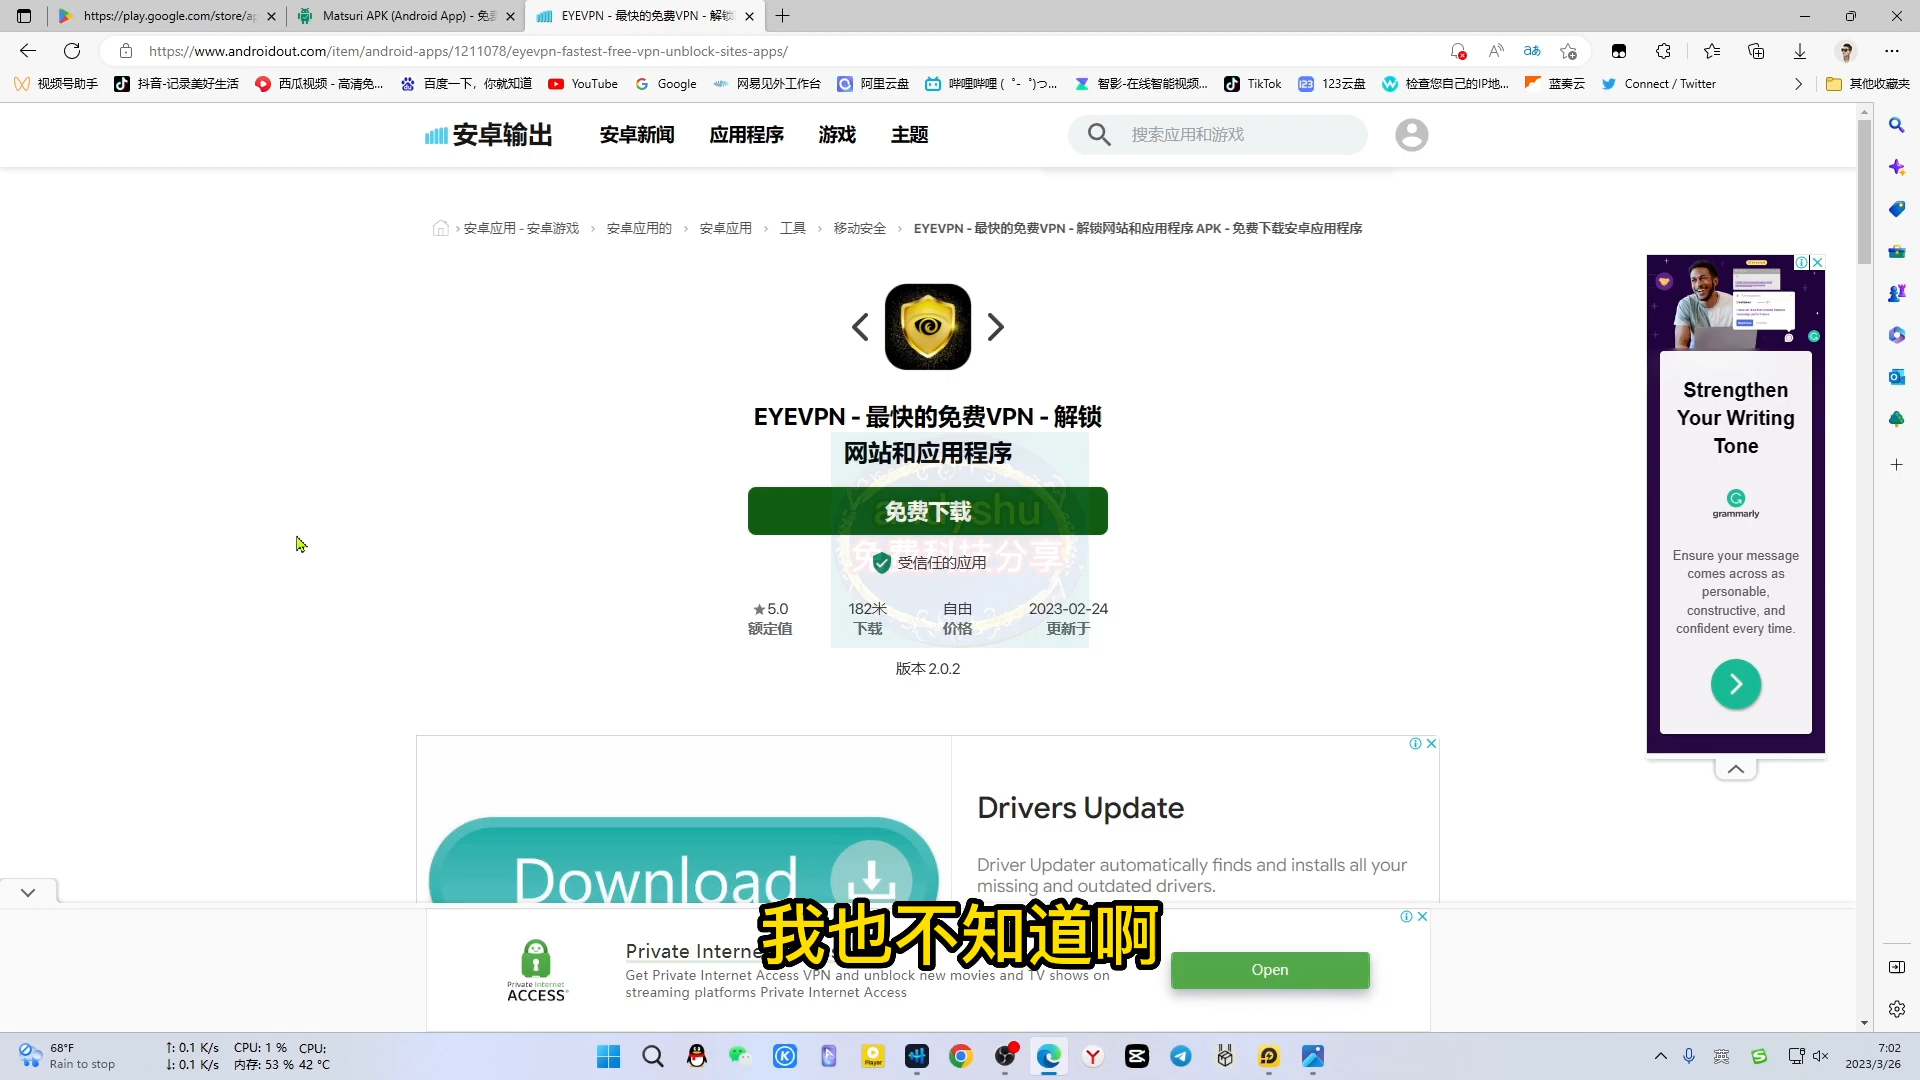 https://play.google.com/store/ap
Matsuri APK (Android App) - 免费
EYEVPN - 最快的免费VPN - 解锁
https://www.androidout.com/item/android-apps/1211078/eyevpn-fastest-free-vpn-unblock-sites-apps/
视频号助手 抖音-记录美好生活 西瓜视频 - 高清免... 百度一下，你就知道 YouTube Google 网易见外工作台 阿里云盘 哔哩哔哩 ( ゜- ゜)つ... 智影-在线智能视频... TikTok 123云盘 检查您自己的IP地... 蓝奏云 Connect / Twitter 其他收藏夹
安卓输出 安卓新闻 应用程序 游戏 主题 搜索应用和游戏
安卓应用 - 安卓游戏 › 安卓应用的 › 安卓应用 › 工具 › 移动安全 › EYEVPN - 最快的免费VPN - 解锁网站和应用程序 APK - 免费下载安卓应用程序
EYEVPN - 最快的免费VPN - 解锁
网站和应用程序
免费下载
andyshu
免费科技分享
受信任的应用
★5.0 182米 自由 2023-02-24
额定值 下载 价格 更新于
版本 2.0.2
Strengthen
Your Writing
Tone
grammarly
Ensure your message
comes across as
personable,
constructive, and
confident every time.
Download
Drivers Update
Driver Updater automatically finds and installs all your
missing and outdated drivers.
我也不知道啊
Private Internet
ACCESS
Private Interne
Get Private Internet Access VPN and unblock new movies and TV shows on
streaming platforms Private Internet Access
Open
68°F
Rain to stop
↑: 0.1 K/s CPU: 1 % CPU:
↓: 0.1 K/s 内存: 53 % 42 °C
英
7:02
2023/3/26